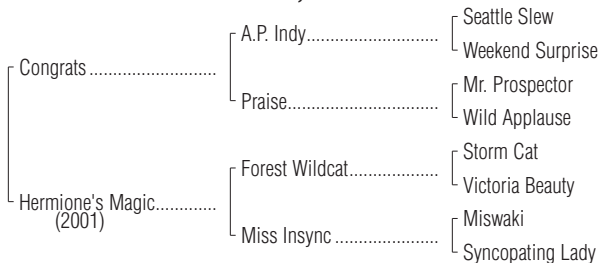 Seattle Slew
A.P. Indy........................
Weekend Surprise
Congrats........................
Mr. Prospector
Praise...........................
Wild Applause
Storm Cat
Forest Wildcat................
Victoria Beauty
Hermione's Magic............
(2001)
Miswaki
Miss Insync...................
Syncopating Lady